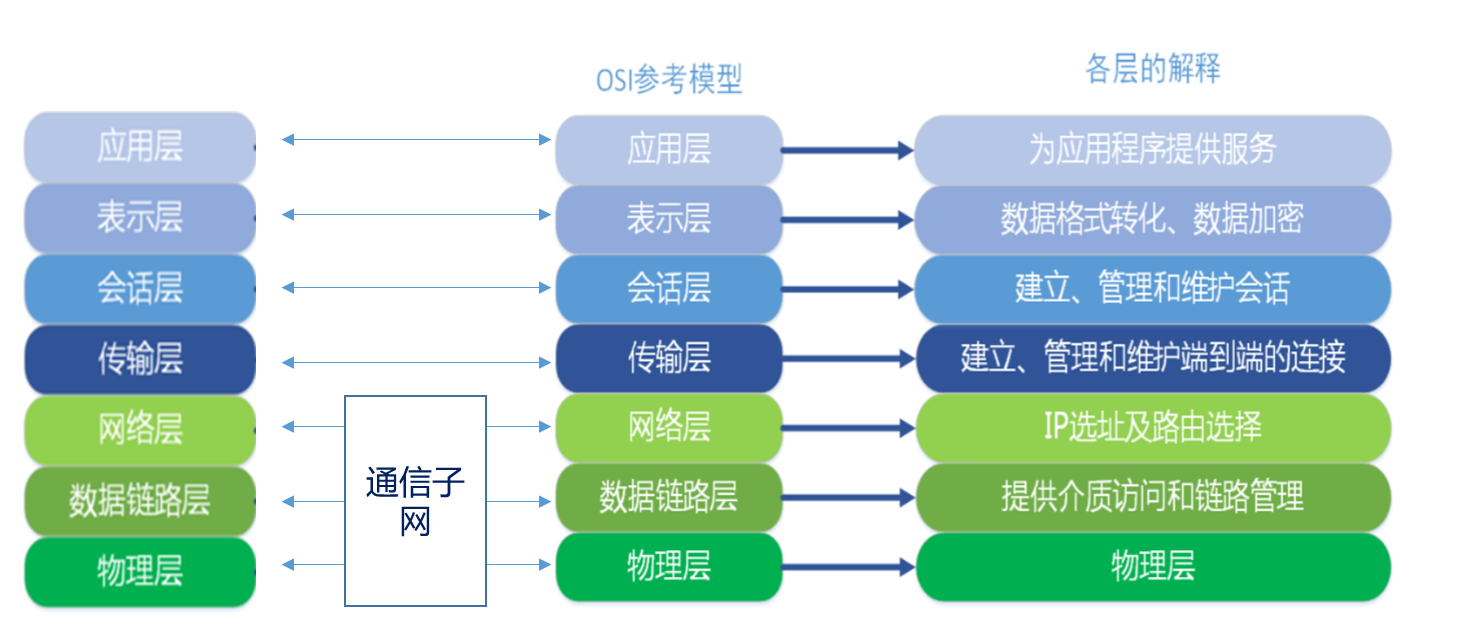 OSI参考模型
各层的解释
应用层
应用层
为应用程序提供服务
表示层
表示层
数据格式转化、数据加密
会话层
会话层
建立、管理和维护会话
传输层
传输层
建立、管理和维护端到端的连接
网络层
网络层
IP选址及路由选择
通信子
网
数据链路层
数据链路层
提供介质访问和链路管理
物理层
物理层
物理层